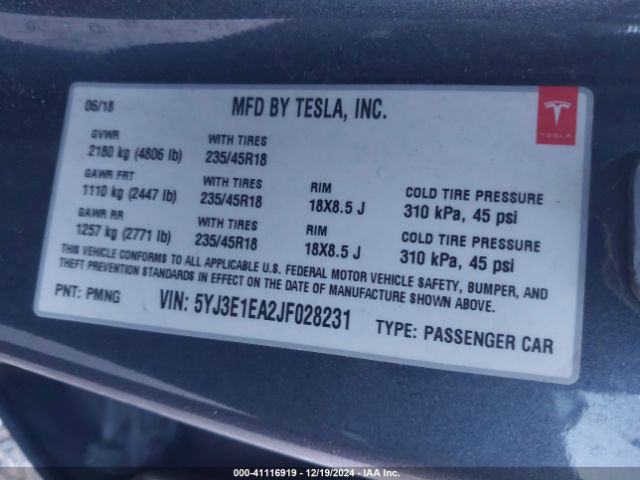 06/18 MFD BY TESLA, INC.
TESLA
GVWR WITH TIRES
2180 kg (4806 lb) 235/45R18
GAWR FRT WITH TIRES RIM COLD TIRE PRESSURE
1110 kg (2447 lb) 235/45R18 18X8.5 J 310 kPa, 45 psi
GAWR RR WITH TIRES RIM COLD TIRE PRESSURE
1257 kg (2771 lb) 235/45R18 18X8.5 J 310 kPa, 45 psi
THIS VEHICLE CONFORMS TO ALL APPLICABLE U.S. FEDERAL MOTOR VEHICLE SAFETY, BUMPER, AND
THEFT PREVENTION STANDARDS IN EFFECT ON THE DATE OF MANUFACTURE SHOWN ABOVE.
PNT: PMNG VIN: 5YJ3E1EA2JF028231 TYPE: PASSENGER CAR
000-41116919 - 12/19/2024 - IAA Inc.